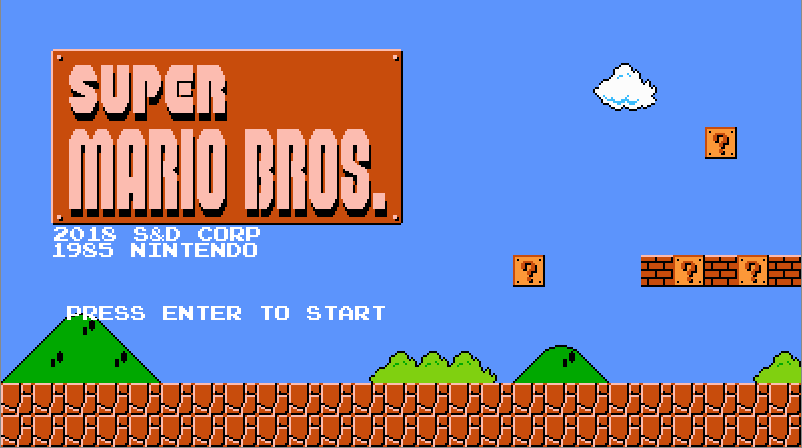 SUPER
MARIO BROS.
2018 S&D CORP
1985 NINTENDO
?
?
? ?
PRESS ENTER TO START